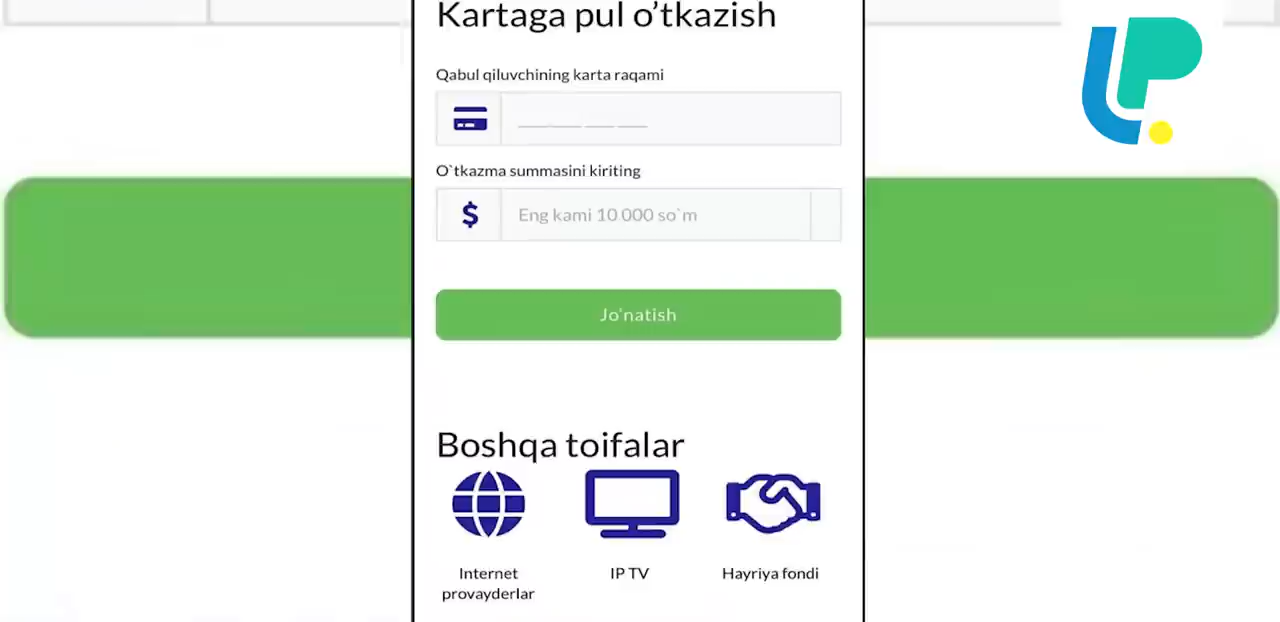 Kartaga pul o’tkazish
Qabul qiluvchining karta raqami
O`tkazma summasini kiriting
$
Eng kami 10 000 so`m
Jo‘natish
Boshqa toifalar
Internet
provayderlar
IP TV
Hayriya fondi